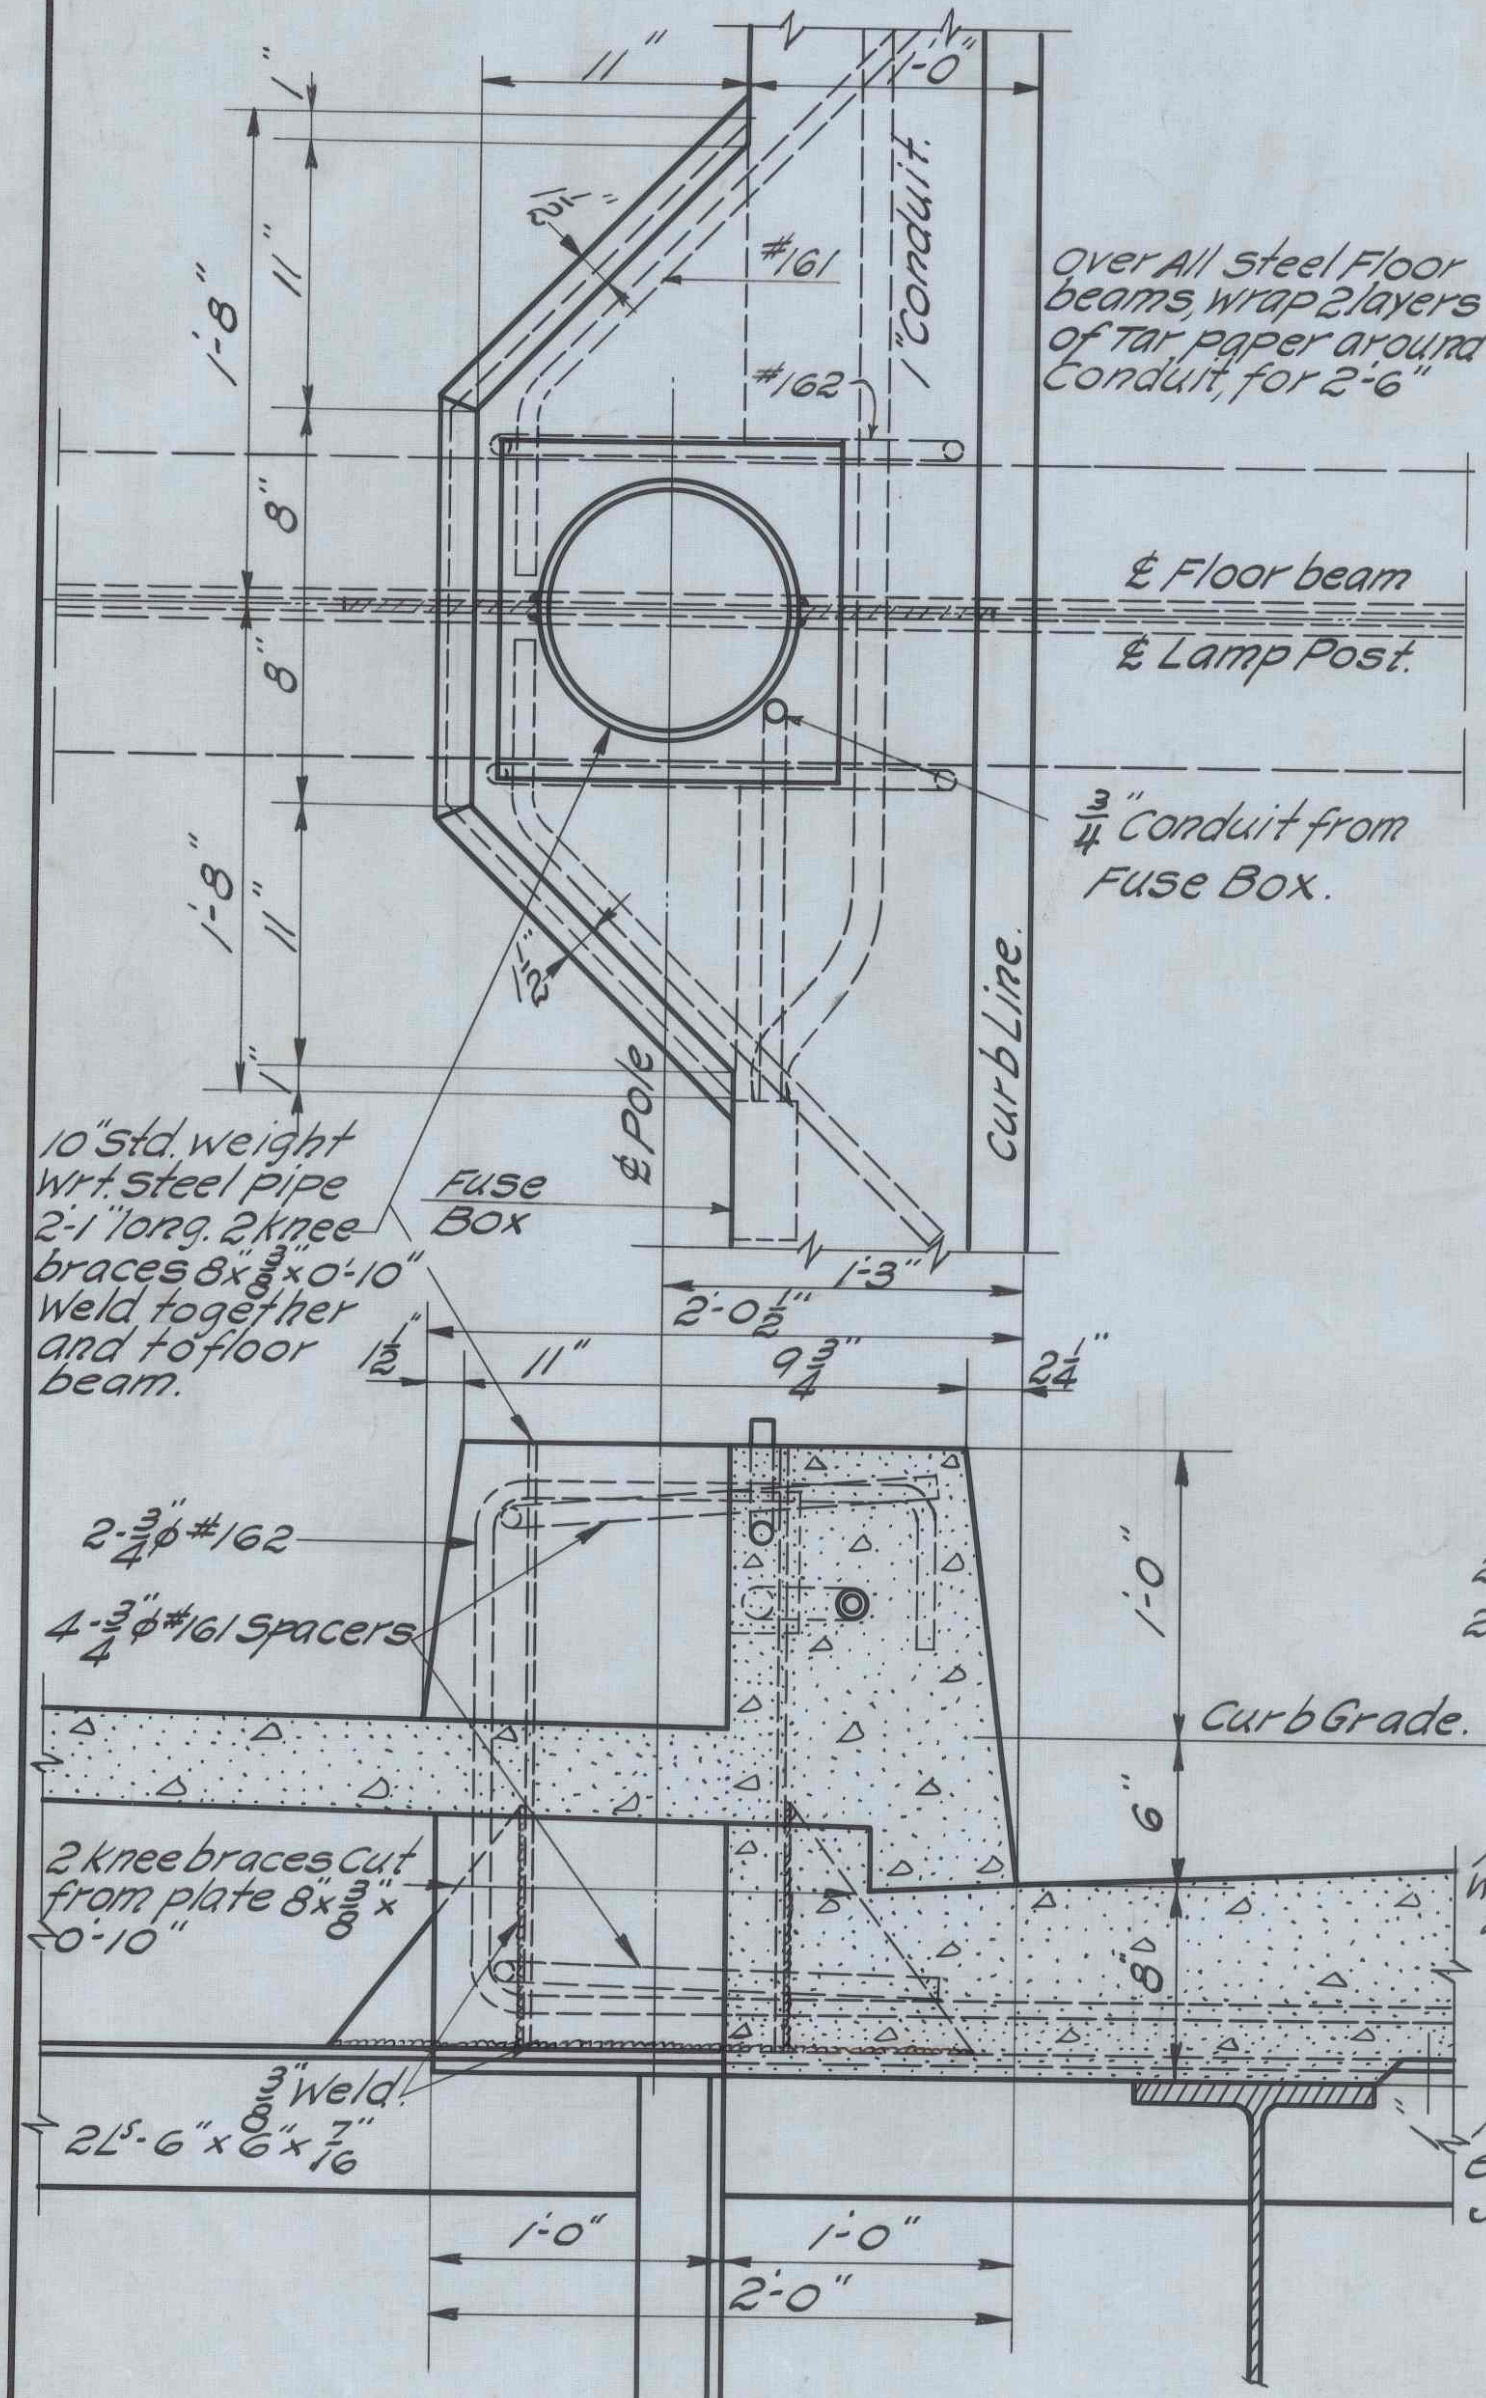 11"
1'-0"
1"
1'-8"
11"
1½"
#161
1" Conduit.
Over All Steel Floor
beams, wrap 2 layers
of Tar paper around
Conduit, for 2'-6"
#162
8"
℄ Floor beam
8"
℄ Lamp Post.
¾" Conduit from
Fuse Box.
1'-8"
11"
1½"
1"
Curb Line.
℄ Pole
10" Std. weight
Wrt. steel pipe
2'-1" long. 2 knee
braces 8"x⅜"x0'-10"
Weld together
and to floor
beam.
Fuse
Box
1'-3"
2'-0½"
1½"
11"
9¾"
2¼"
2-¾"ϕ #162
4-¾"ϕ #161 Spacers
1'-0"
Curb Grade.
6"
2 knee braces Cut
from plate 8"x⅜"x
0'-10"
8"
⅜" Weld.
2Ls-6"x6"x7/16"
1"
1'-0"
1'-0"
2'-0"